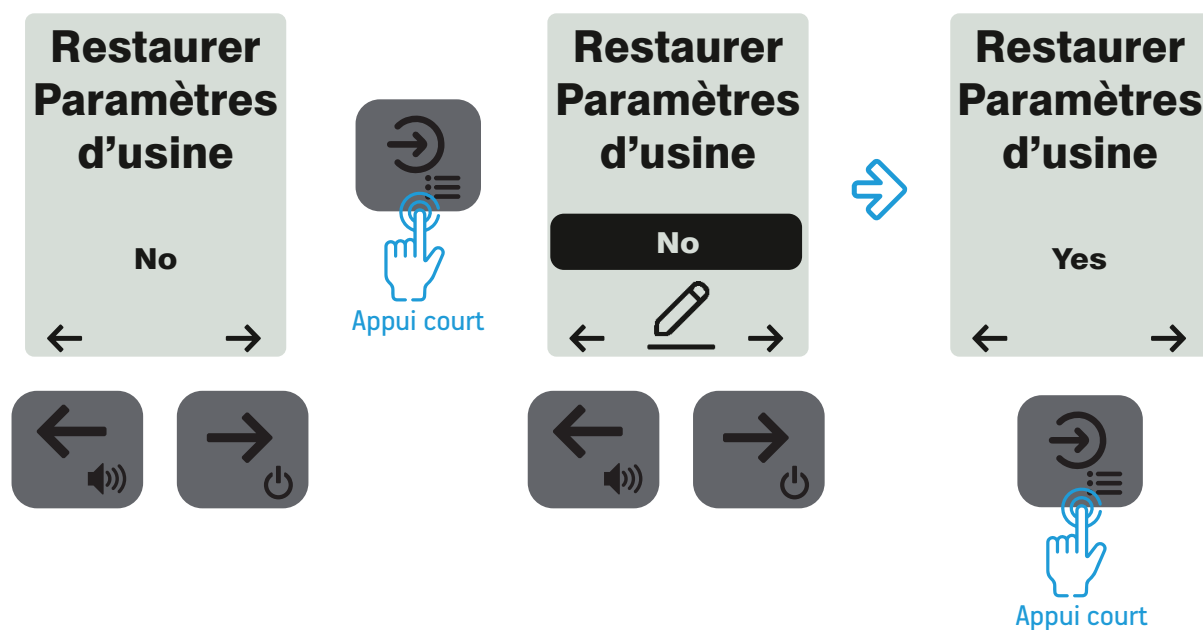 Restaurer
Paramètres
d’usine
No
Appui court
Restaurer
Paramètres
d’usine
No
Restaurer
Paramètres
d’usine
Yes
Appui court